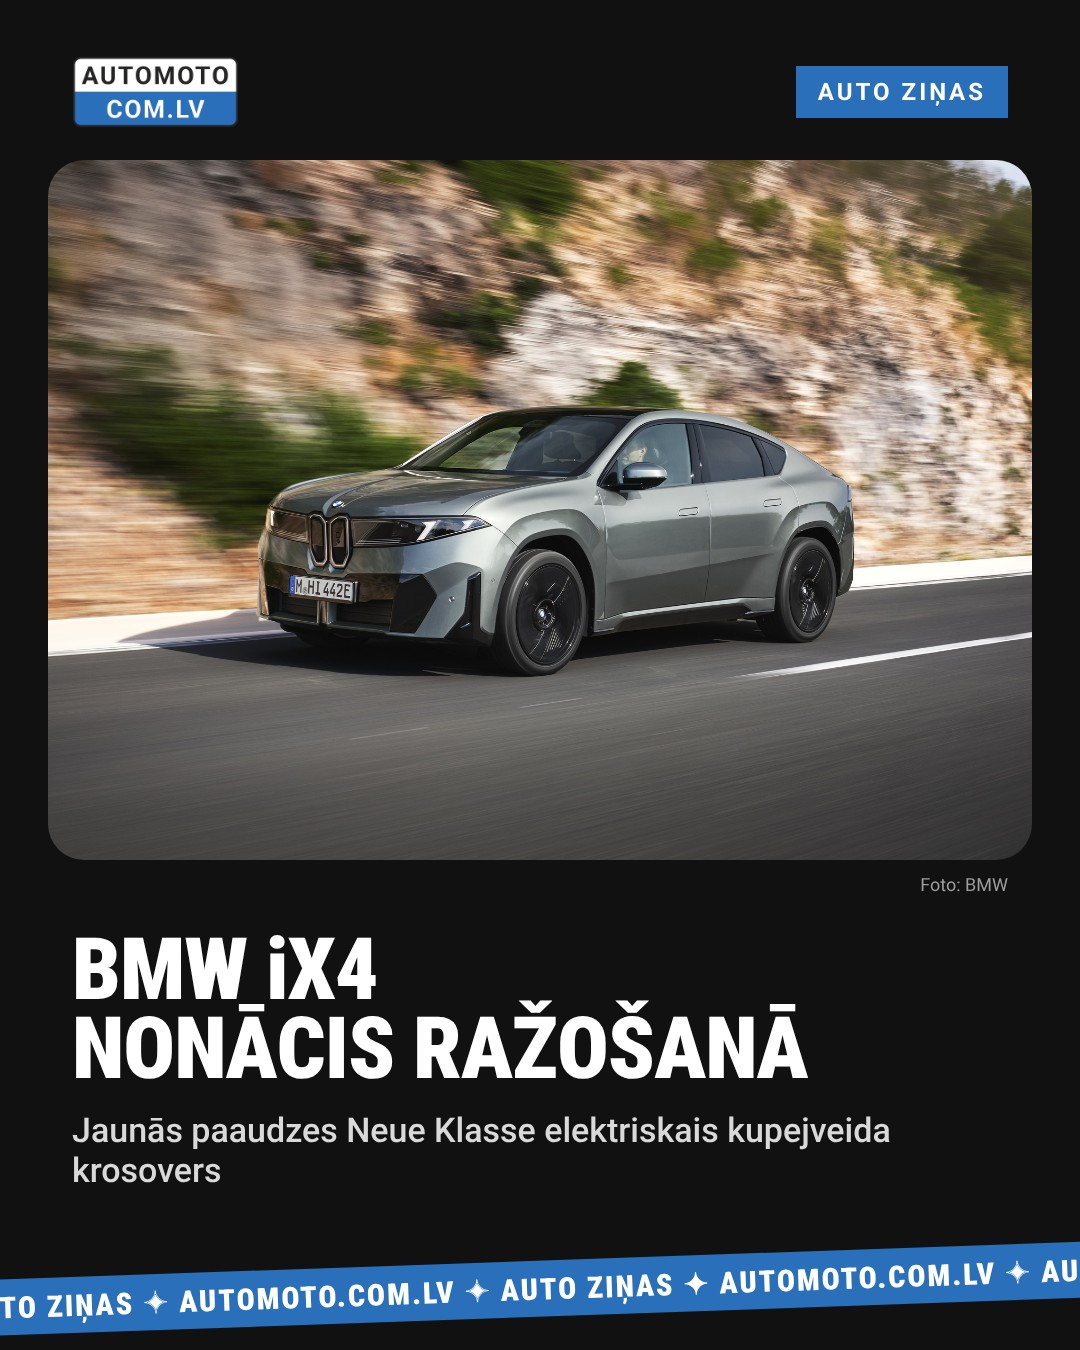 AUTOMOTO
COM.LV
AUTO ZIŅAS
M HI 442E
Foto: BMW
BMW iX4
NONĀCIS RAŽOŠANĀ
Jaunās paaudzes Neue Klasse elektriskais kupejveida
krosovers
TO ZIŅAS ✦ AUTOMOTO.COM.LV ✦ AUTO ZIŅAS ✦ AUTOMOTO.COM.LV ✦ AU